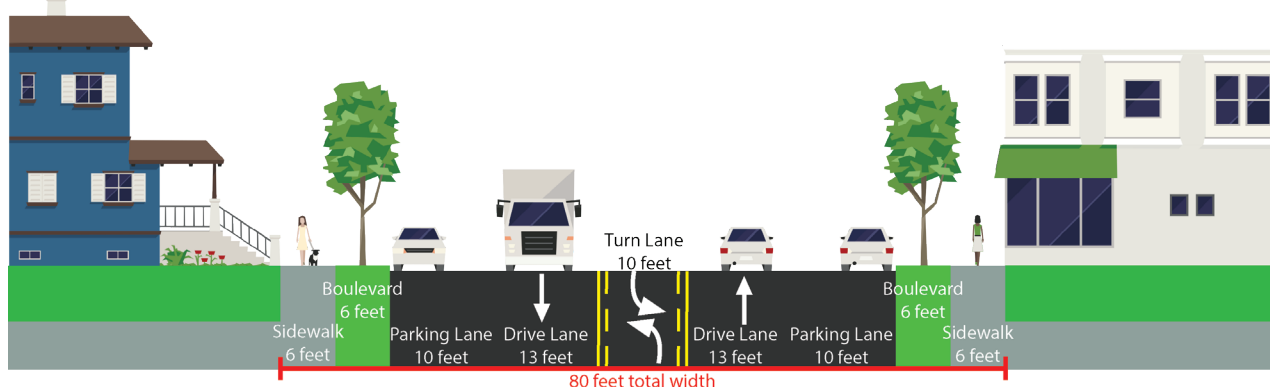 Turn Lane
10 feet
Boulevard
6 feet
Sidewalk
6 feet
Parking Lane
10 feet
Drive Lane
13 feet
Drive Lane
13 feet
Parking Lane
10 feet
Boulevard
6 feet
Sidewalk
6 feet
80 feet total width